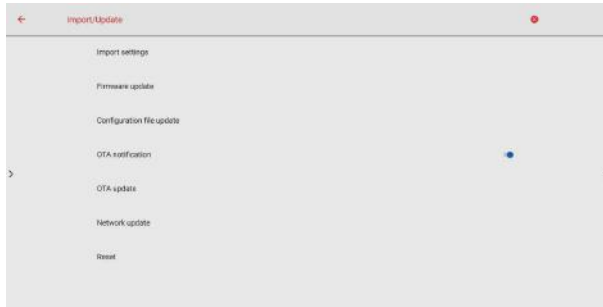 Import/Update
Import settings
Firmware update
Configuration file update
OTA notification
OTA update
Network update
Reset